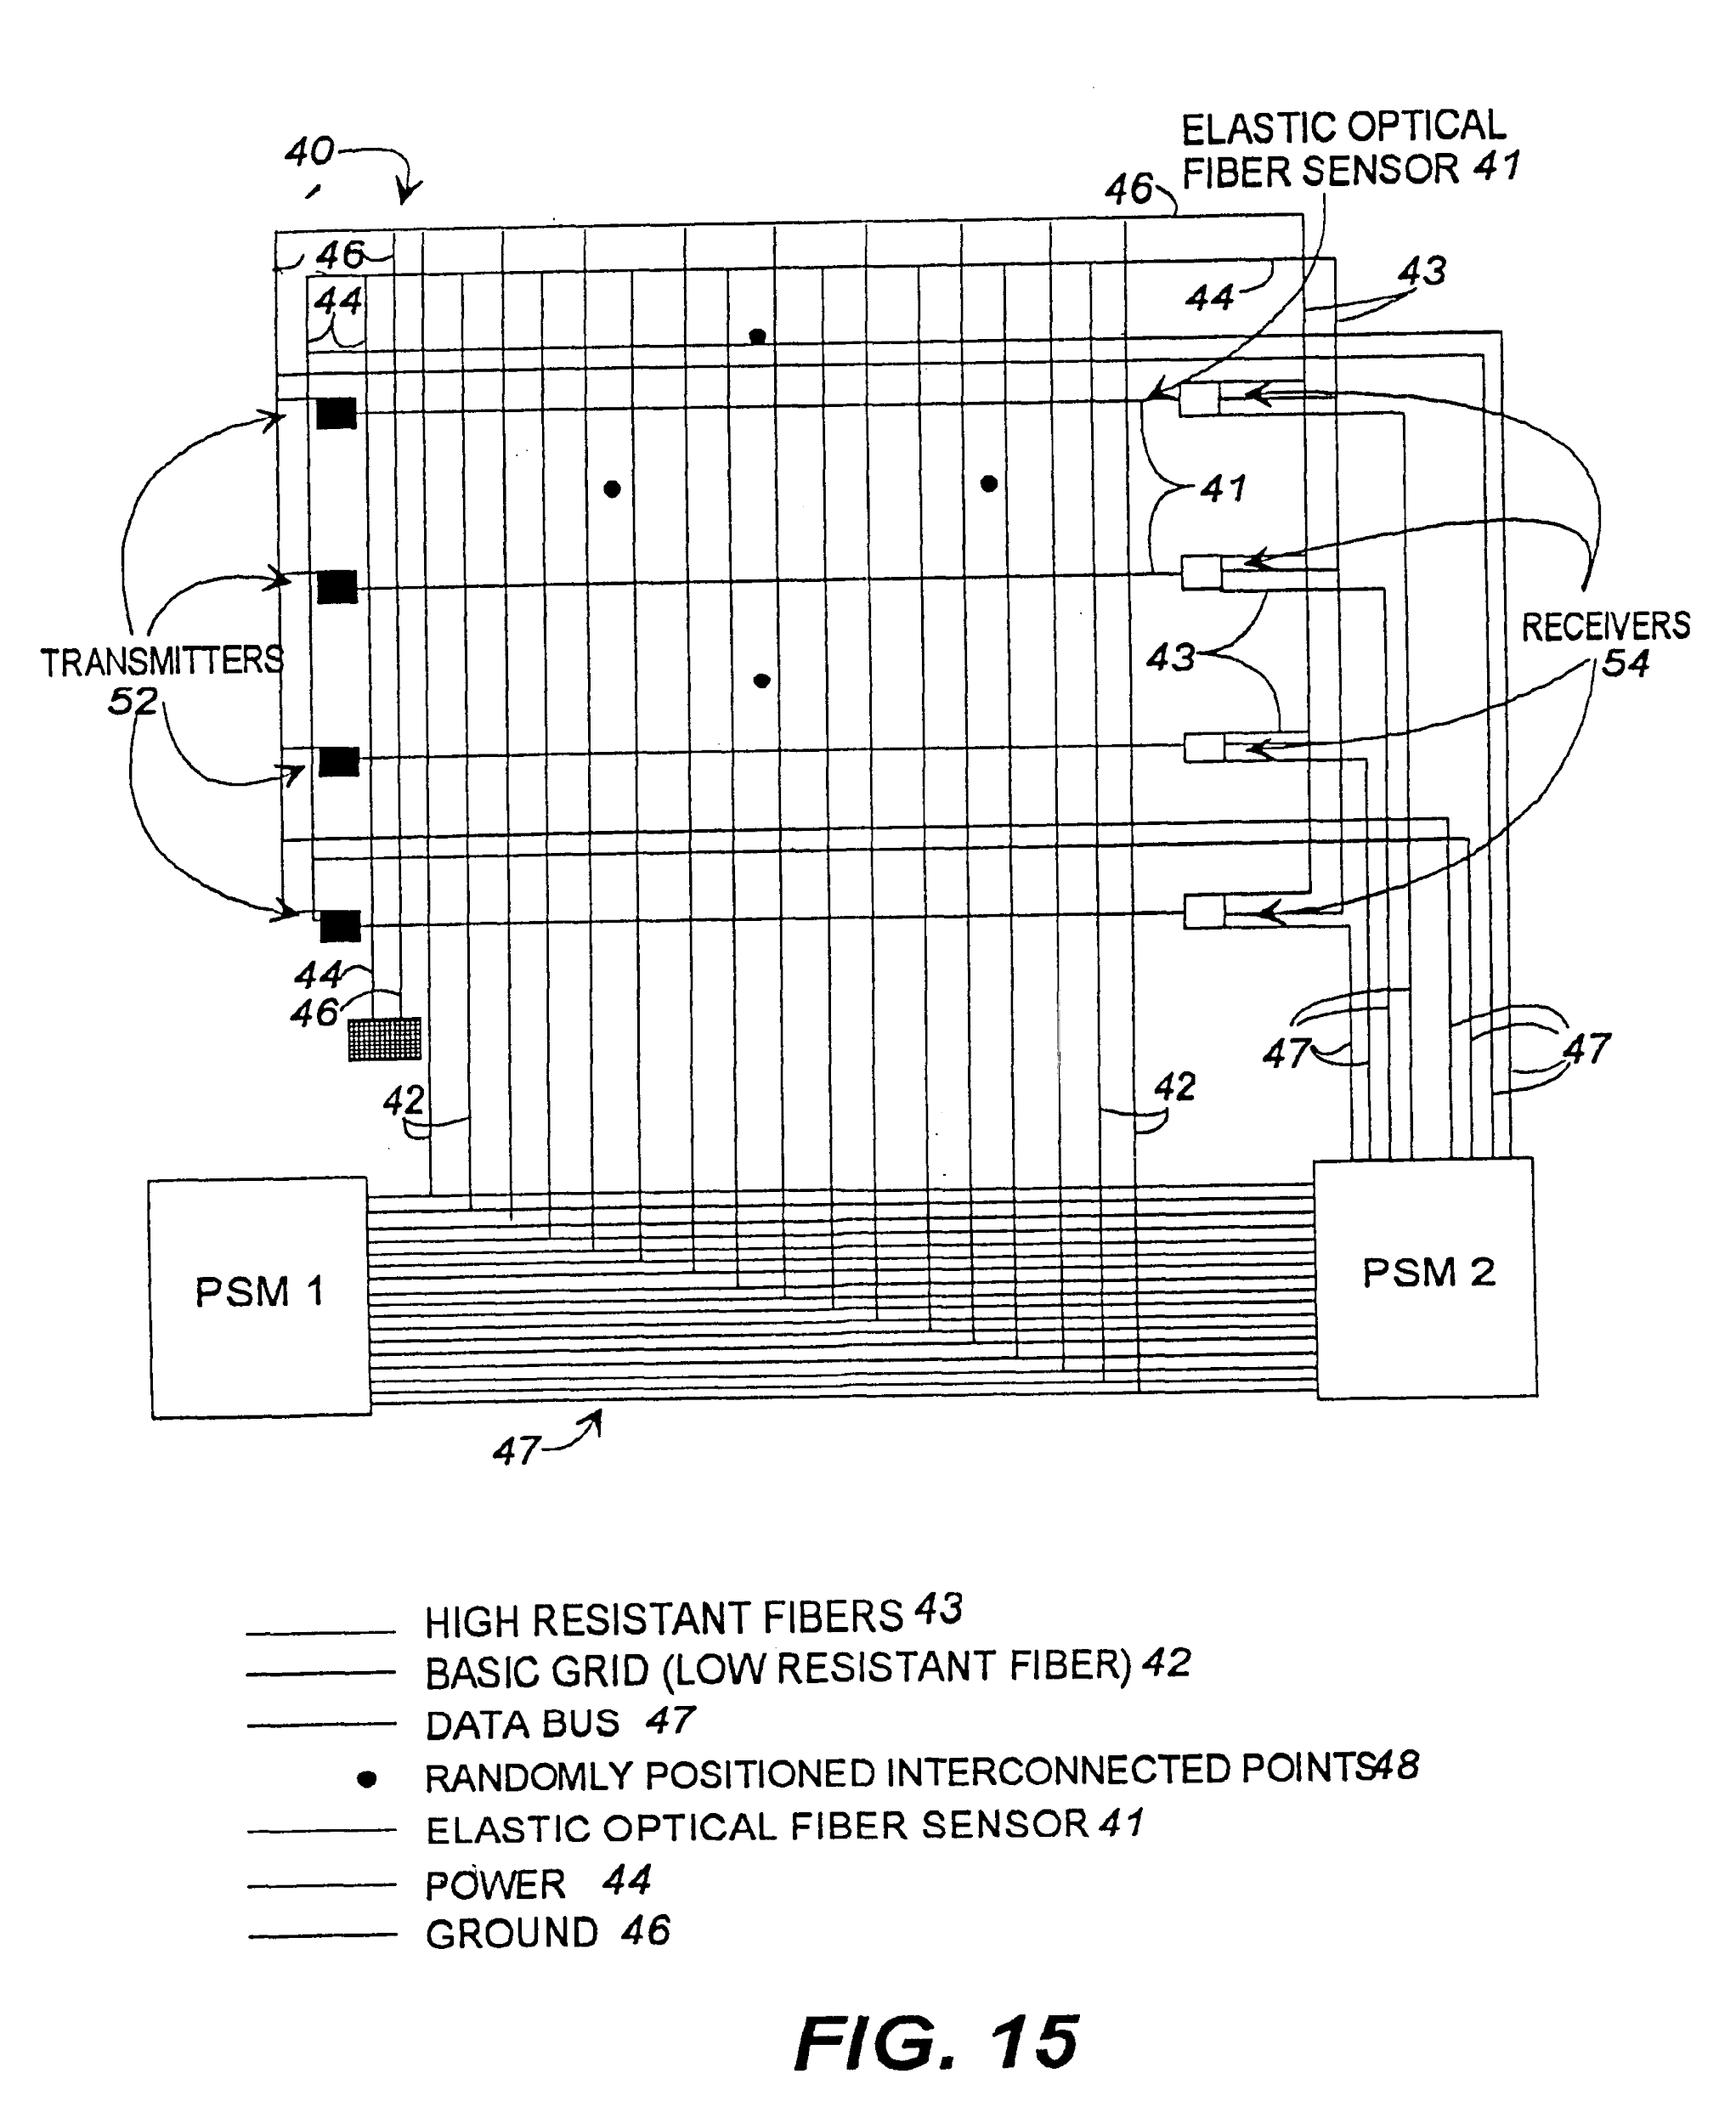 40
ELASTIC OPTICAL
FIBER SENSOR 41
46
46
44
44
43
41
TRANSMITTERS
52
RECEIVERS
54
43
44
46
47
47
42
42
PSM 1
PSM 2
47
HIGH RESISTANT FIBERS 43
BASIC GRID (LOW RESISTANT FIBER) 42
DATA BUS 47
RANDOMLY POSITIONED INTERCONNECTED POINTS 48
ELASTIC OPTICAL FIBER SENSOR 41
POWER 44
GROUND 46
FIG. 15